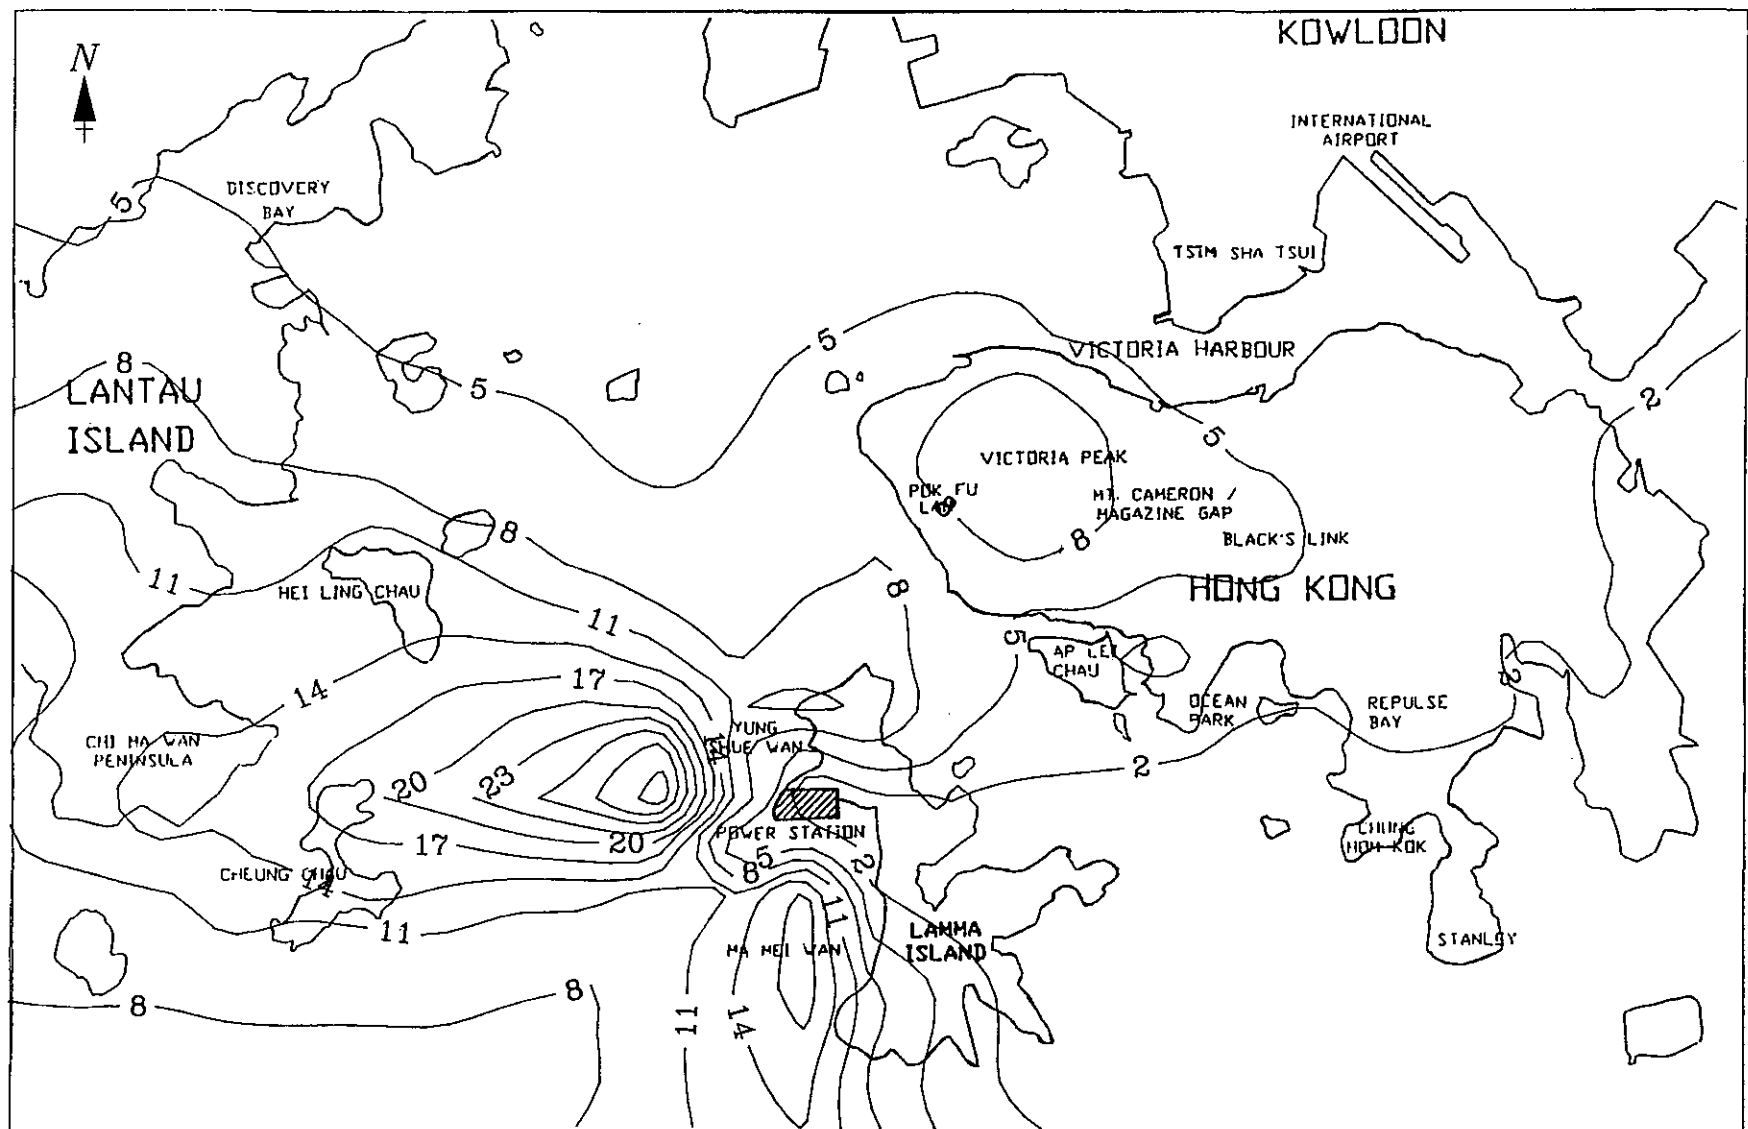 KOWLOON
N
INTERNATIONAL
AIRPORT
DISCOVERY
BAY
5
TSIM SHA TSUI
5
VICTORIA HARBOUR
8
LANTAU
ISLAND
5
2
5
VICTORIA PEAK
POK FU
LAM
MT. CAMERON /
MAGAZINE GAP
BLACK'S LINK
8
8
11
HEI LING CHAU
8
HONG KONG
11
5
AP LEI
CHAU
2
14
17
OCEAN
PARK
REPULSE
BAY
YUNG
SHUE WAN
11
CHI MA WAN
PENINSULA
20
23
2
POWER STATION
17
20
5
8
2
CHUNG
HOM KOK
CHEUNG CHAU
14
11
11
HA MEI WAN
LAMMA
ISLAND
STANLEY
8
8
11
14